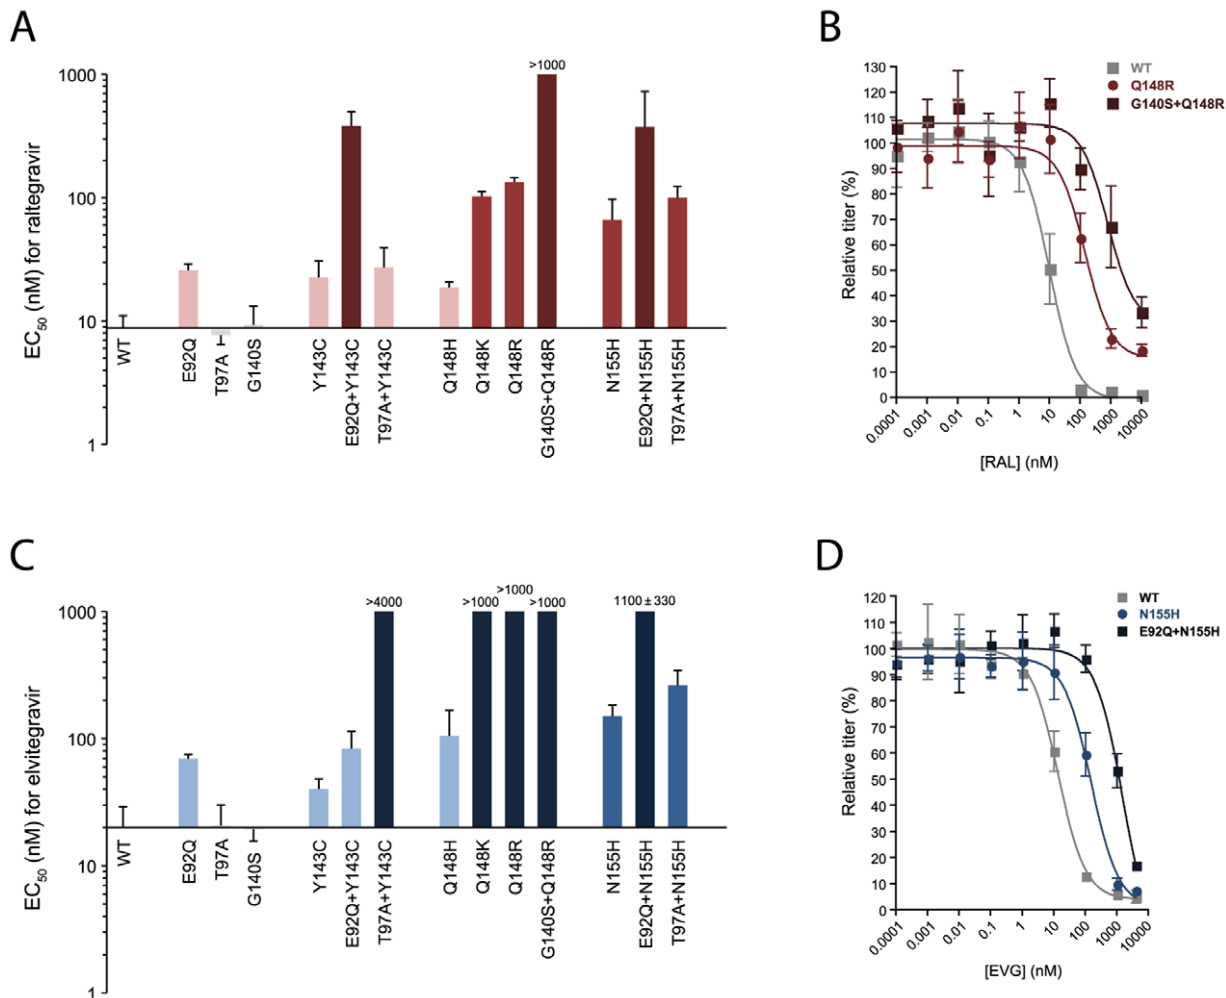 A
EC50 (nM) for raltegravir
1000
100
10
1
>1000
WT
E92Q
T97A
G140S
Y143C
E92Q+Y143C
T97A+Y143C
Q148H
Q148K
Q148R
G140S+Q148R
N155H
E92Q+N155H
T97A+N155H
B
Relative titer (%)
130
120
110
100
90
80
70
60
50
40
30
20
10
0
WT
Q148R
G140S+Q148R
0.0001
0.001
0.01
0.1
1
10
100
1000
10000
[RAL] (nM)
C
EC50 (nM) for elvitegravir
1000
100
10
1
>4000
>1000
>1000
>1000
1100 ± 330
WT
E92Q
T97A
G140S
Y143C
E92Q+Y143C
T97A+Y143C
Q148H
Q148K
Q148R
G140S+Q148R
N155H
E92Q+N155H
T97A+N155H
D
Relative titer (%)
120
110
100
90
80
70
60
50
40
30
20
10
0
WT
N155H
E92Q+N155H
0.0001
0.001
0.01
0.1
1
10
100
1000
10000
[EVG] (nM)